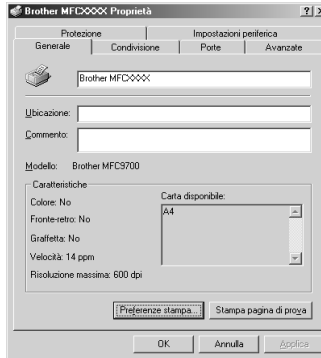 Brother MFCXXXX Proprietà
Protezione Impostazioni periferica
Generale Condivisione Porte Avanzate
Brother MFCXXXX
Ubicazione:
Commento:
Modello: Brother MFC9700
Caratteristiche
Colore: No
Fronte-retro: No
Graffetta: No
Velocità: 14 ppm
Risoluzione massima: 600 dpi
Carta disponibile:
A4
Preferenze stampa... Stampa pagina di prova
OK Annulla Applica